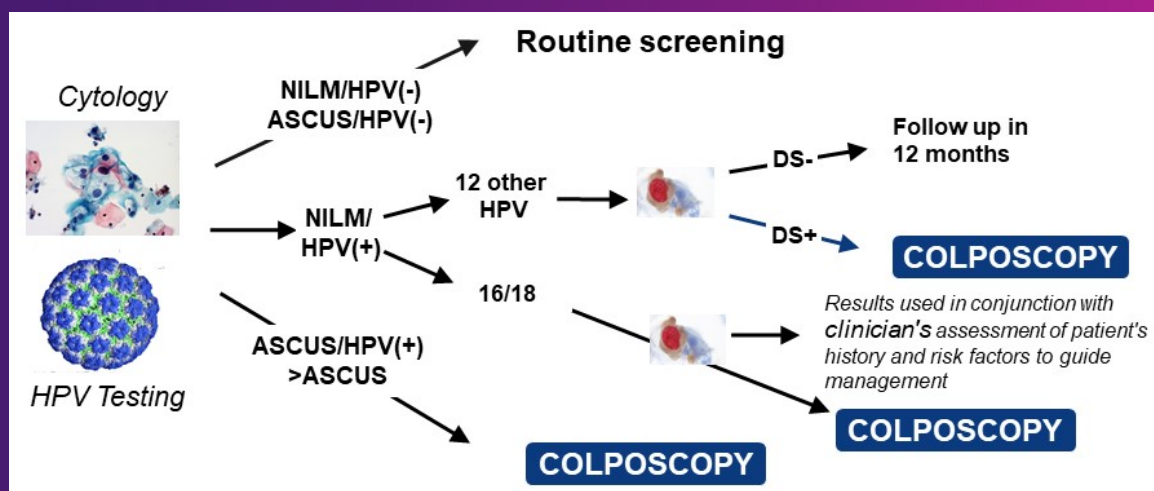 Routine screening
Cytology
NILM/HPV(-)
ASCUS/HPV(-)
Follow up in
12 months
DS-
12 other
HPV
NILM/
HPV(+)
DS+
COLPOSCOPY
16/18
Results used in conjunction with
clinician's assessment of patient's
history and risk factors to guide
management
ASCUS/HPV(+)
>ASCUS
HPV Testing
COLPOSCOPY
COLPOSCOPY